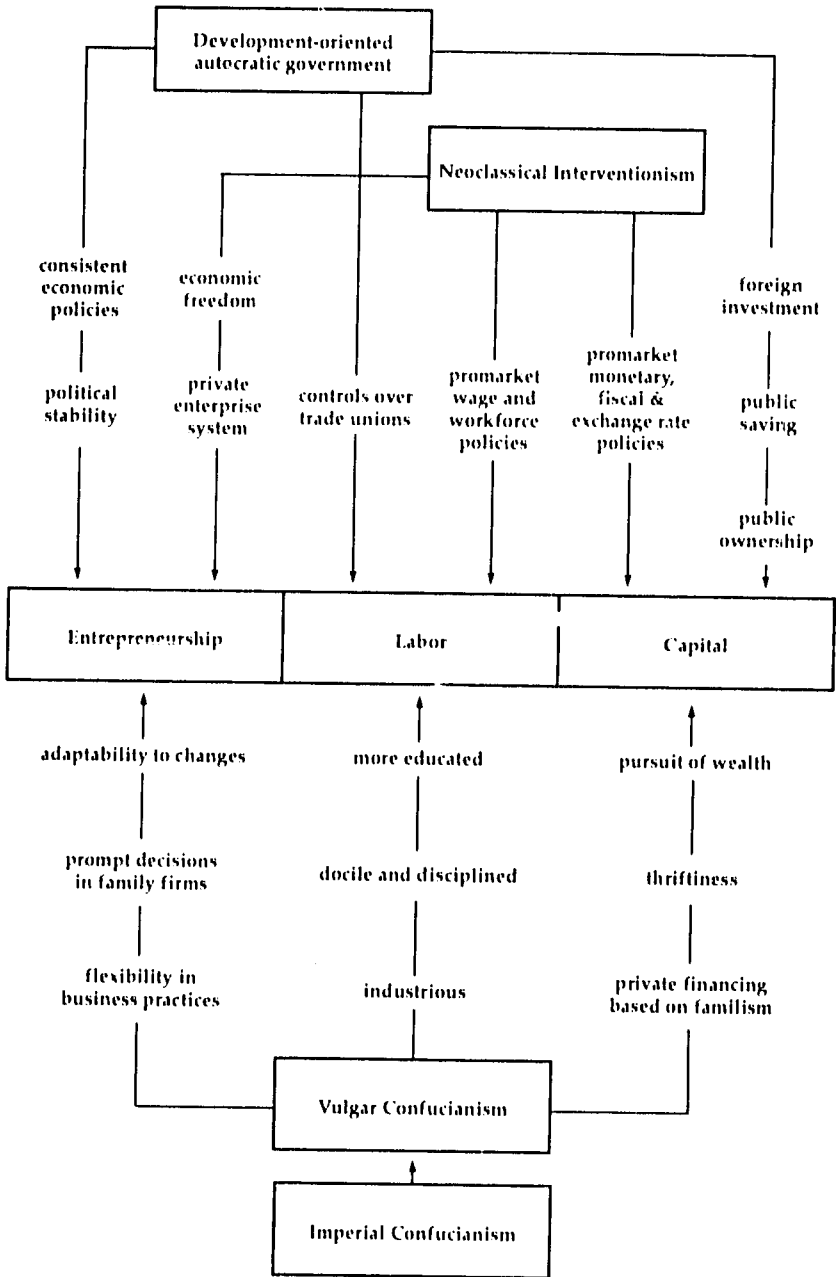 Development-oriented
autocratic government
Neoclassical Interventionism
consistent
economic
policies
political
stability
economic
freedom
private
enterprise
system
controls over
trade unions
promarket
wage and
workforce
policies
promarket
monetary,
fiscal &
exchange rate
policies
foreign
investment
public
saving
public
ownership
Entrepreneurship
Labor
Capital
adaptability to changes
more educated
pursuit of wealth
prompt decisions
in family firms
docile and disciplined
thriftiness
flexibility in
business practices
industrious
private financing
based on familism
Vulgar Confucianism
Imperial Confucianism